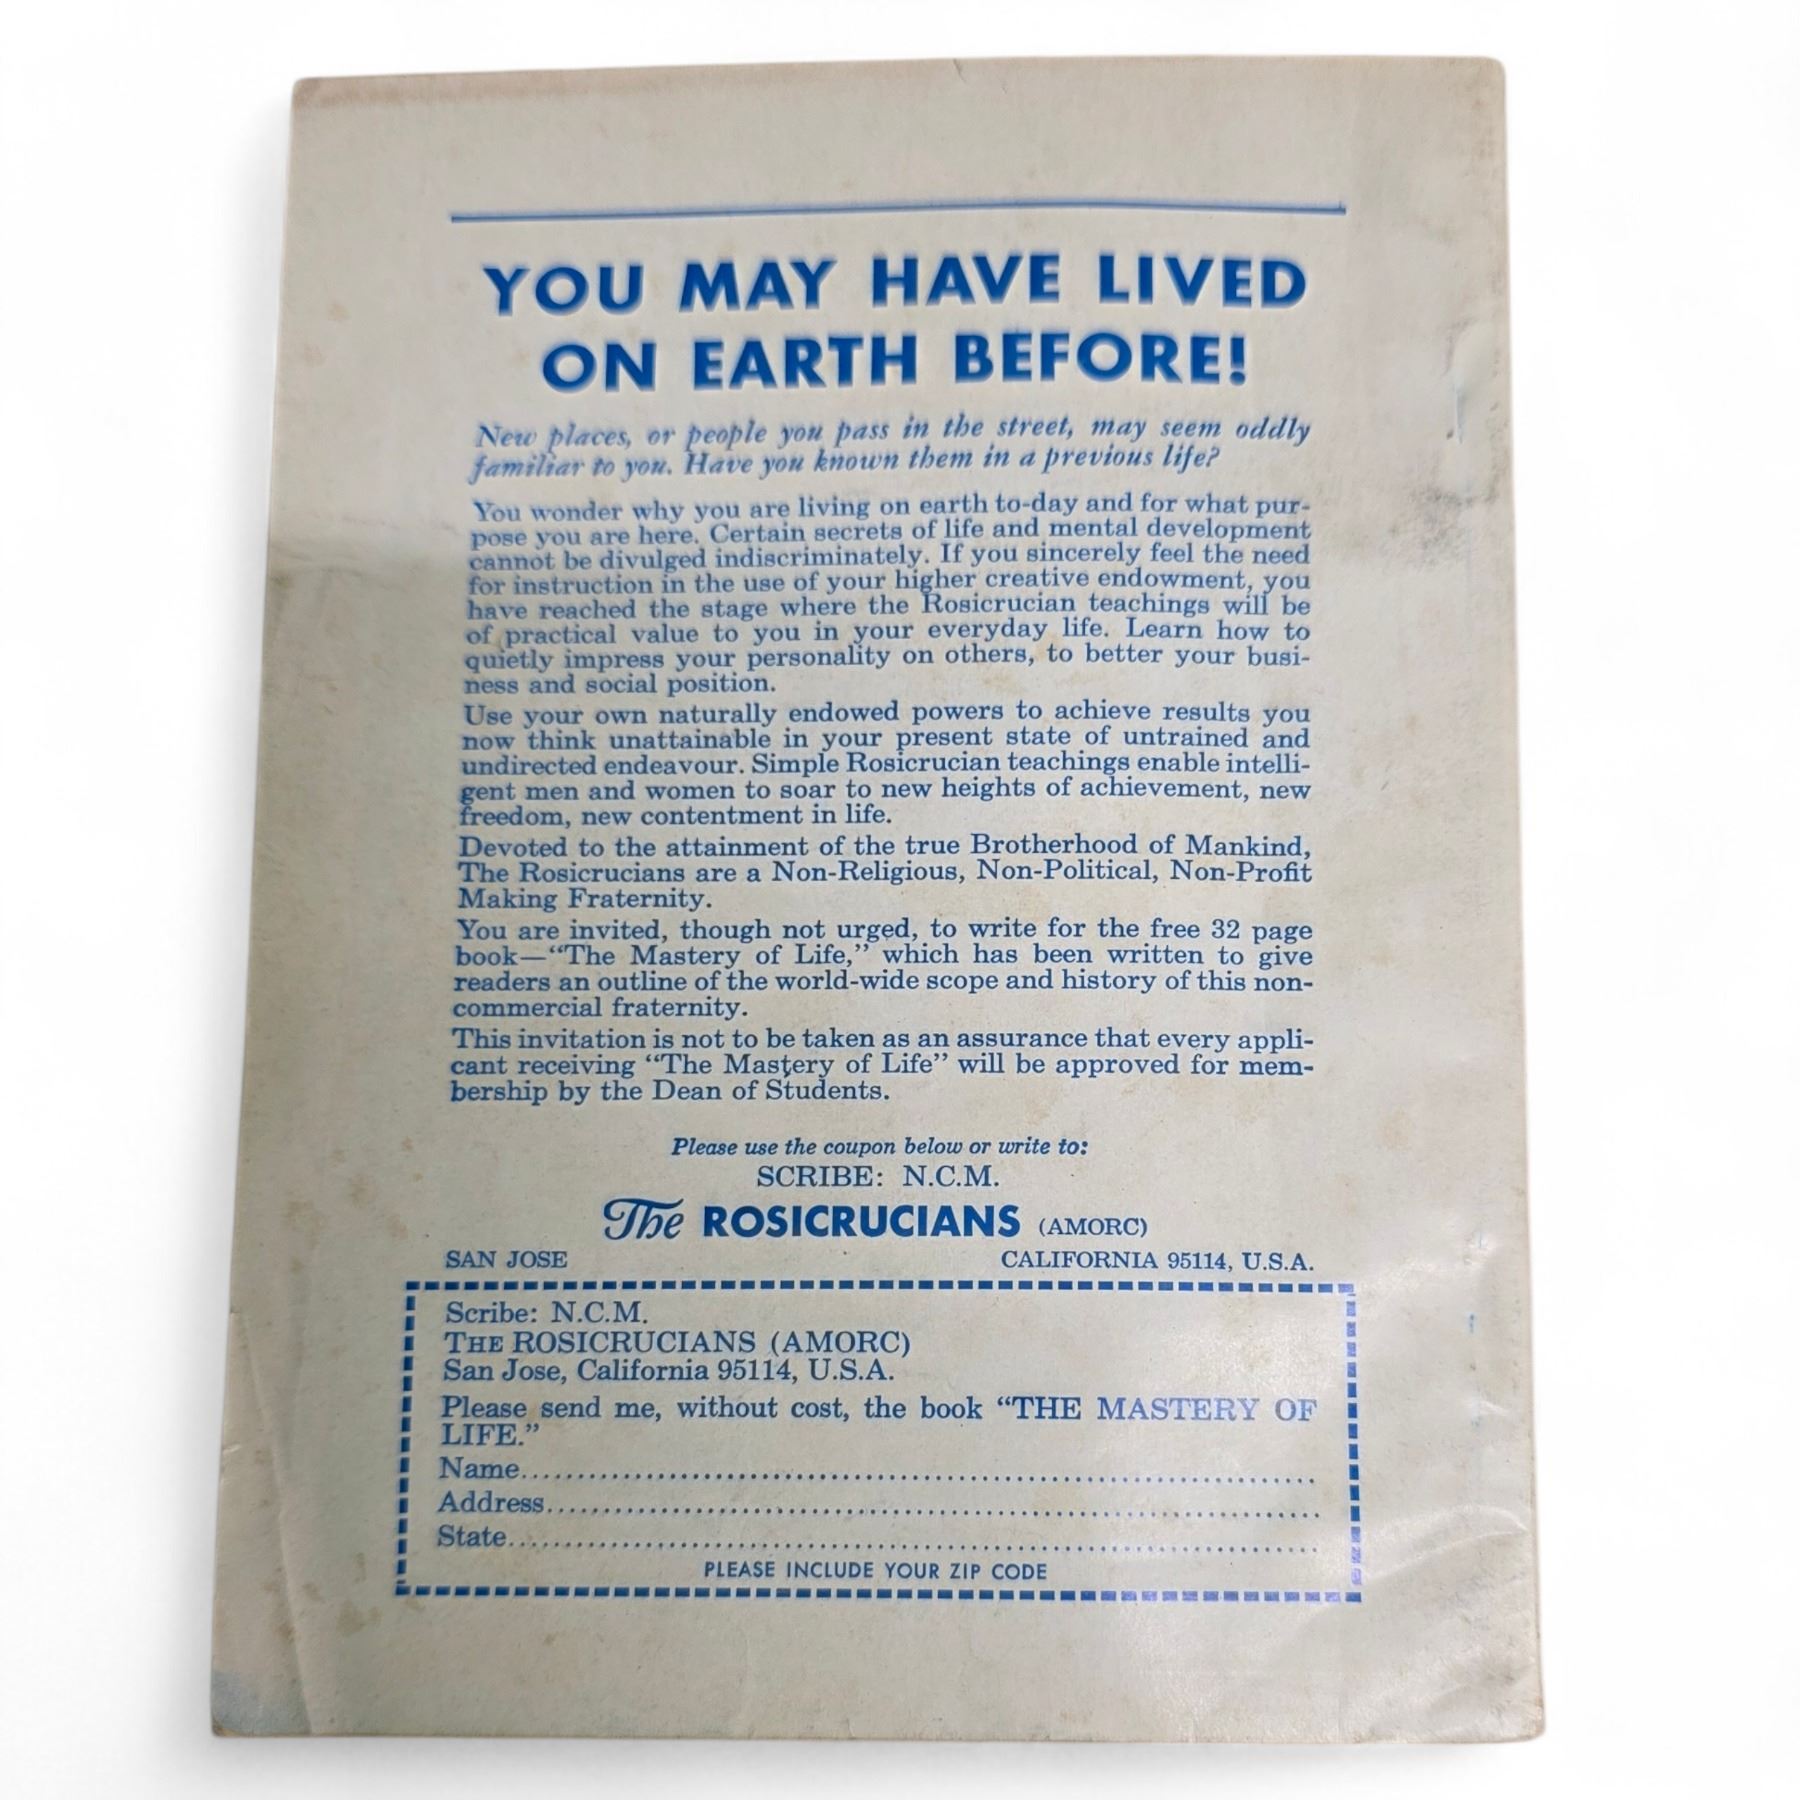 YOU MAY HAVE LIVED
ON EARTH BEFORE!
New places, or people you pass in the street, may seem oddly
familiar to you. Have you known them in a previous life?
You wonder why you are living on earth to-day and for what pur-
pose you are here. Certain secrets of life and mental development
cannot be divulged indiscriminately. If you sincerely feel the need
for instruction in the use of your higher creative endowment, you
have reached the stage where the Rosicrucian teachings will be
of practical value to you in your everyday life. Learn how to
quietly impress your personality on others, to better your busi-
ness and social position.
Use your own naturally endowed powers to achieve results you
now think unattainable in your present state of untrained and
undirected endeavour. Simple Rosicrucian teachings enable intelli-
gent men and women to soar to new heights of achievement, new
freedom, new contentment in life.
Devoted to the attainment of the true Brotherhood of Mankind,
The Rosicrucians are a Non-Religious, Non-Political, Non-Profit
Making Fraternity.
You are invited, though not urged, to write for the free 32 page
book—“The Mastery of Life,” which has been written to give
readers an outline of the world-wide scope and history of this non-
commercial fraternity.
This invitation is not to be taken as an assurance that every appli-
cant receiving “The Mastery of Life” will be approved for mem-
bership by the Dean of Students.
Please use the coupon below or write to:
SCRIBE: N.C.M.
The ROSICRUCIANS (AMORC)
SAN JOSE CALIFORNIA 95114, U.S.A.
Scribe: N.C.M.
THE ROSICRUCIANS (AMORC)
San Jose, California 95114, U.S.A.
Please send me, without cost, the book “THE MASTERY OF
LIFE.”
Name
Address
State
PLEASE INCLUDE YOUR ZIP CODE